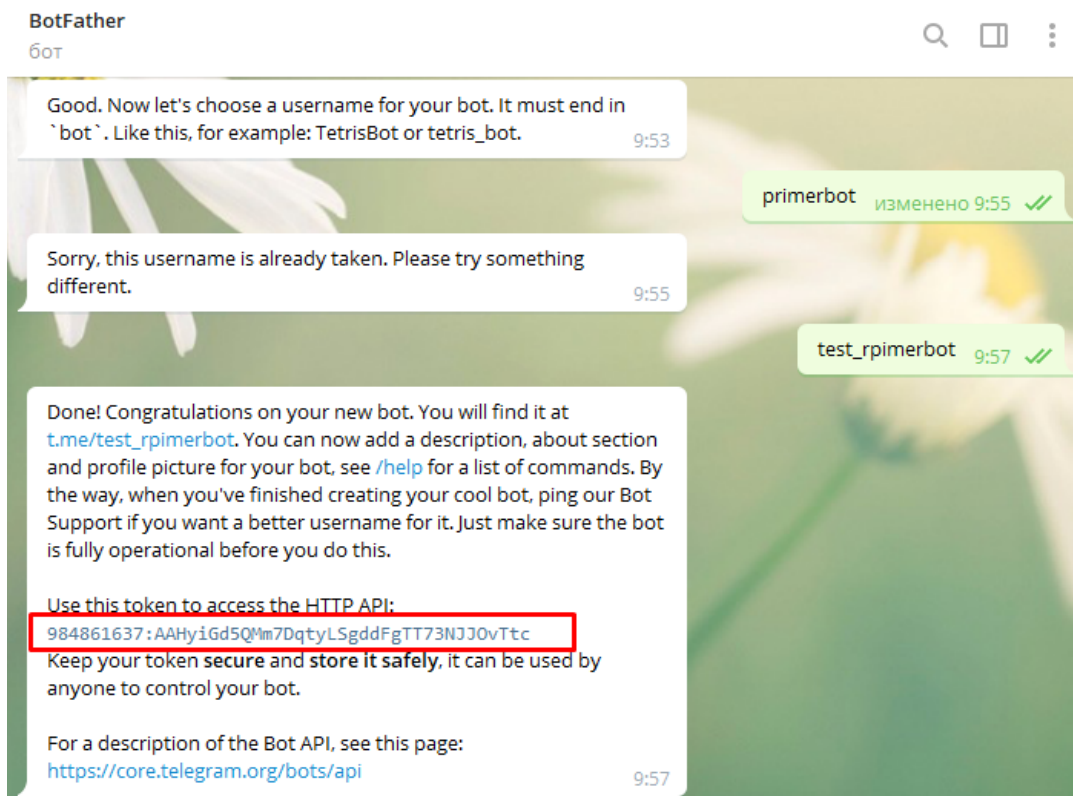 BotFather
бот
Good. Now let's choose a username for your bot. It must end in
`bot`. Like this, for example: TetrisBot or tetris_bot.
9:53
primerbot
изменено 9:55
Sorry, this username is already taken. Please try something
different.
9:55
test_rpimerbot
9:57
Done! Congratulations on your new bot. You will find it at
t.me/test_rpimerbot. You can now add a description, about section
and profile picture for your bot, see /help for a list of commands. By
the way, when you've finished creating your cool bot, ping our Bot
Support if you want a better username for it. Just make sure the bot
is fully operational before you do this.
Use this token to access the HTTP API:
984861637:AAHyiGd5QMm7DqtyLSgddFgTT73NJJOvTtc
Keep your token secure and store it safely, it can be used by
anyone to control your bot.
For a description of the Bot API, see this page:
https://core.telegram.org/bots/api
9:57